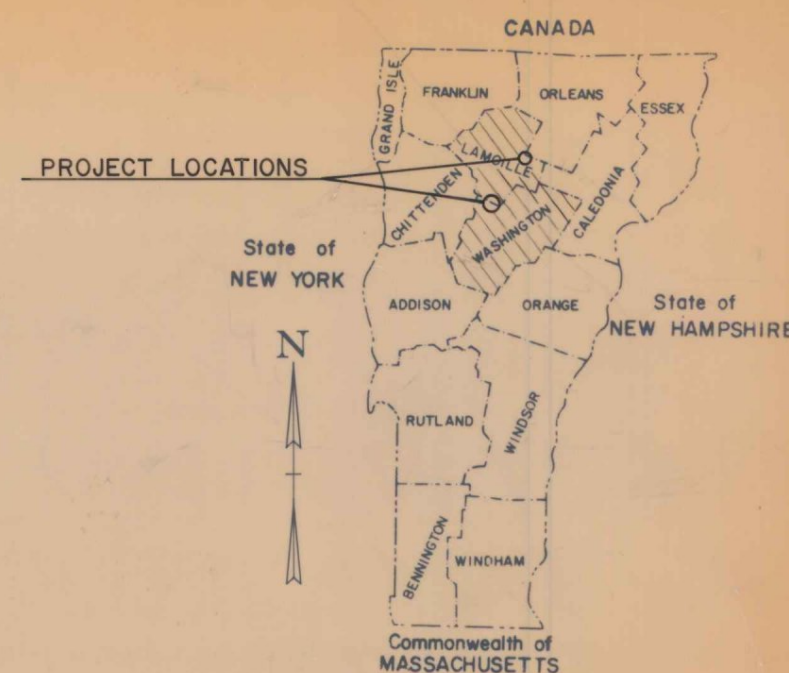 CANADA
GRAND ISLE
FRANKLIN
ORLEANS
ESSEX
LAMOILLE
PROJECT LOCATIONS
CHITTENDEN
CALEDONIA
WASHINGTON
State of
NEW YORK
ADDISON
ORANGE
State of
NEW HAMPSHIRE
N
RUTLAND
WINDSOR
BENNINGTON
WINDHAM
Commonwealth of
MASSACHUSETTS